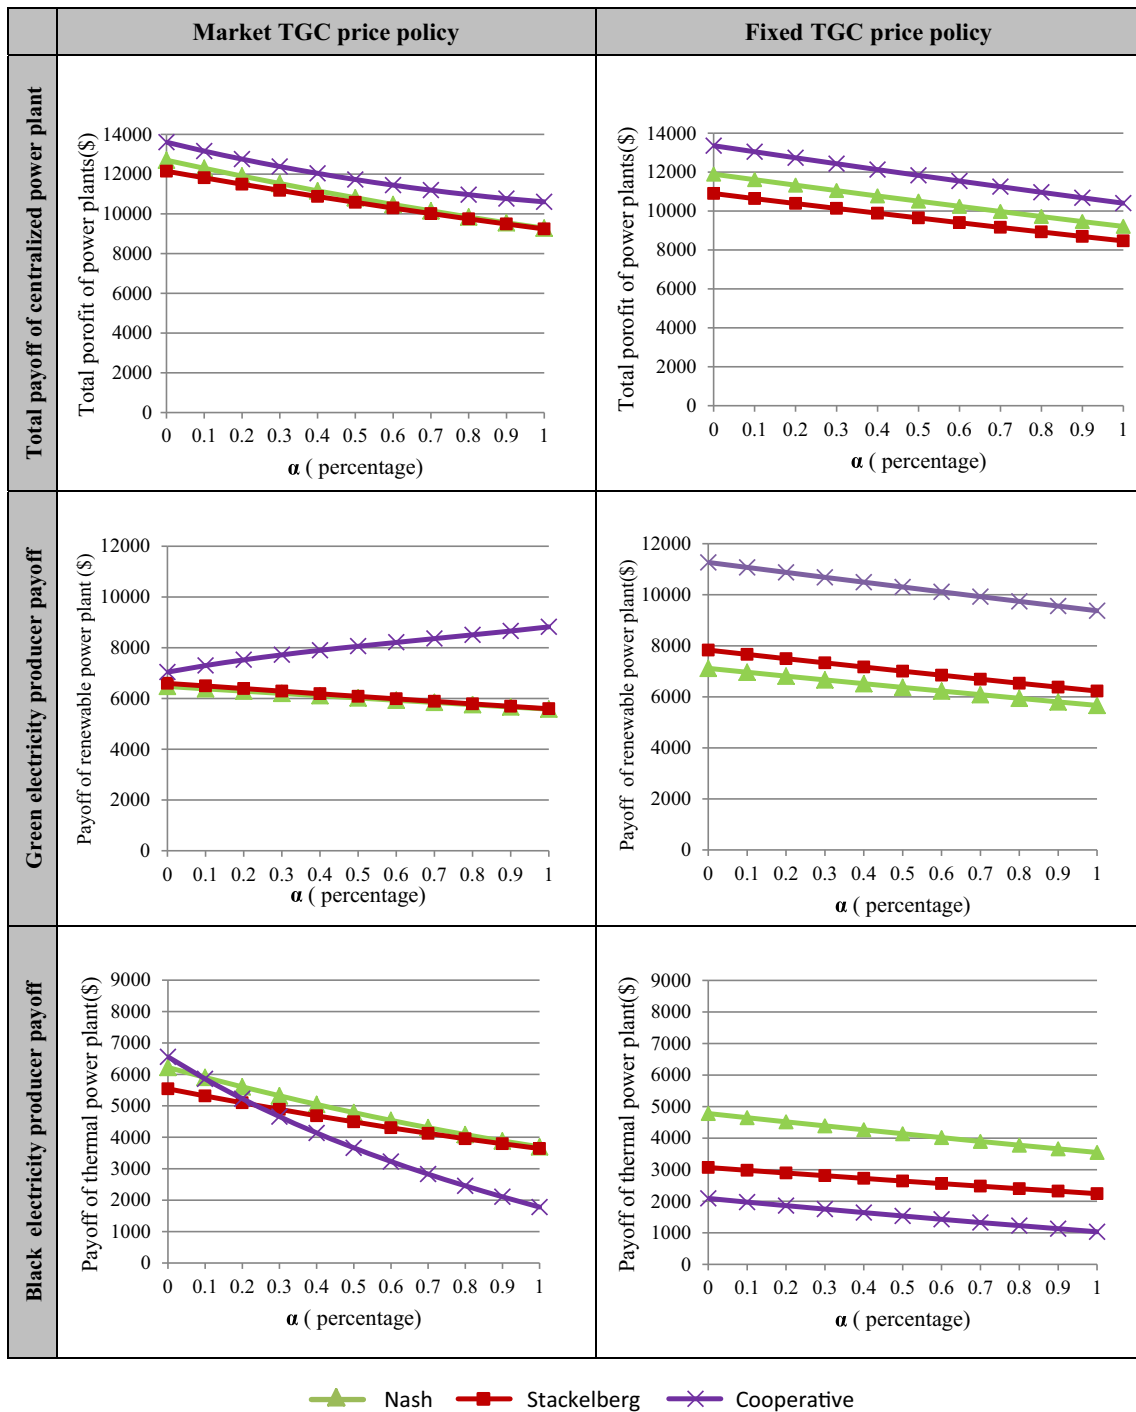 Market TGC price policy
Fixed TGC price policy
Total payoff of centralized power plant
Total porofit of power plants($)
14000
12000
10000
8000
6000
4000
2000
0
0 0.1 0.2 0.3 0.4 0.5 0.6 0.7 0.8 0.9 1
α ( percentage)
Total porofit of power plants($)
14000
12000
10000
8000
6000
4000
2000
0
0 0.1 0.2 0.3 0.4 0.5 0.6 0.7 0.8 0.9 1
α ( percentage)
Green electricity producer payoff
Payoff of renewable power plant ($)
12000
10000
8000
6000
4000
2000
0
0 0.1 0.2 0.3 0.4 0.5 0.6 0.7 0.8 0.9 1
α ( percentage)
Payoff of renewable power plant($)
12000
10000
8000
6000
4000
2000
0
0 0.1 0.2 0.3 0.4 0.5 0.6 0.7 0.8 0.9 1
α ( percentage)
Black electricity producer payoff
Payoff of thermal power plant($)
9000
8000
7000
6000
5000
4000
3000
2000
1000
0
0 0.1 0.2 0.3 0.4 0.5 0.6 0.7 0.8 0.9 1
α ( percentage)
Payoff of thermal power plant($)
9000
8000
7000
6000
5000
4000
3000
2000
1000
0
0 0.1 0.2 0.3 0.4 0.5 0.6 0.7 0.8 0.9 1
α ( percentage)
Nash Stackelberg Cooperative